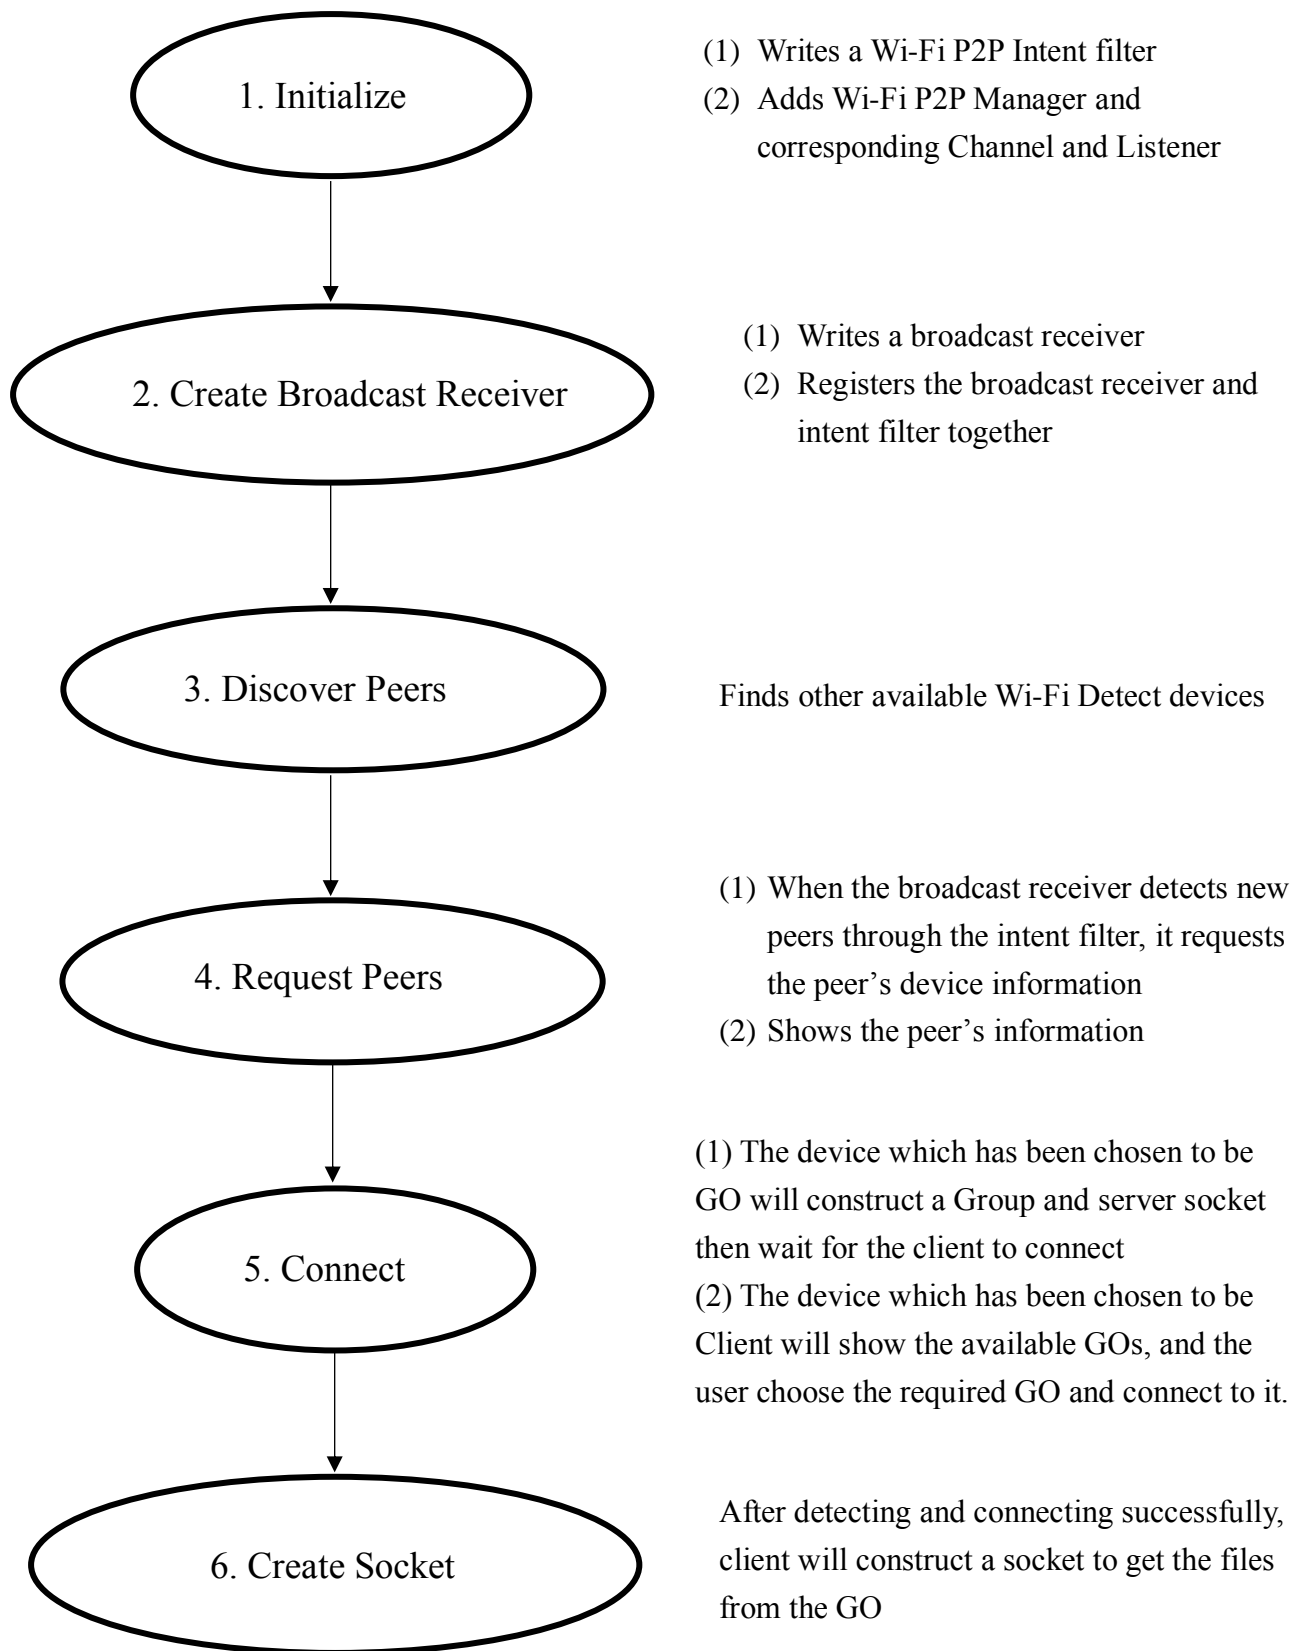 1. Initialize
(1) Writes a Wi-Fi P2P Intent filter
(2) Adds Wi-Fi P2P Manager and
corresponding Channel and Listener
2. Create Broadcast Receiver
(1) Writes a broadcast receiver
(2) Registers the broadcast receiver and
intent filter together
3. Discover Peers
Finds other available Wi-Fi Detect devices
4. Request Peers
(1) When the broadcast receiver detects new
peers through the intent filter, it requests
the peer’s device information
(2) Shows the peer’s information
5. Connect
(1) The device which has been chosen to be
GO will construct a Group and server socket
then wait for the client to connect
(2) The device which has been chosen to be
Client will show the available GOs, and the
user choose the required GO and connect to it.
6. Create Socket
After detecting and connecting successfully,
client will construct a socket to get the files
from the GO